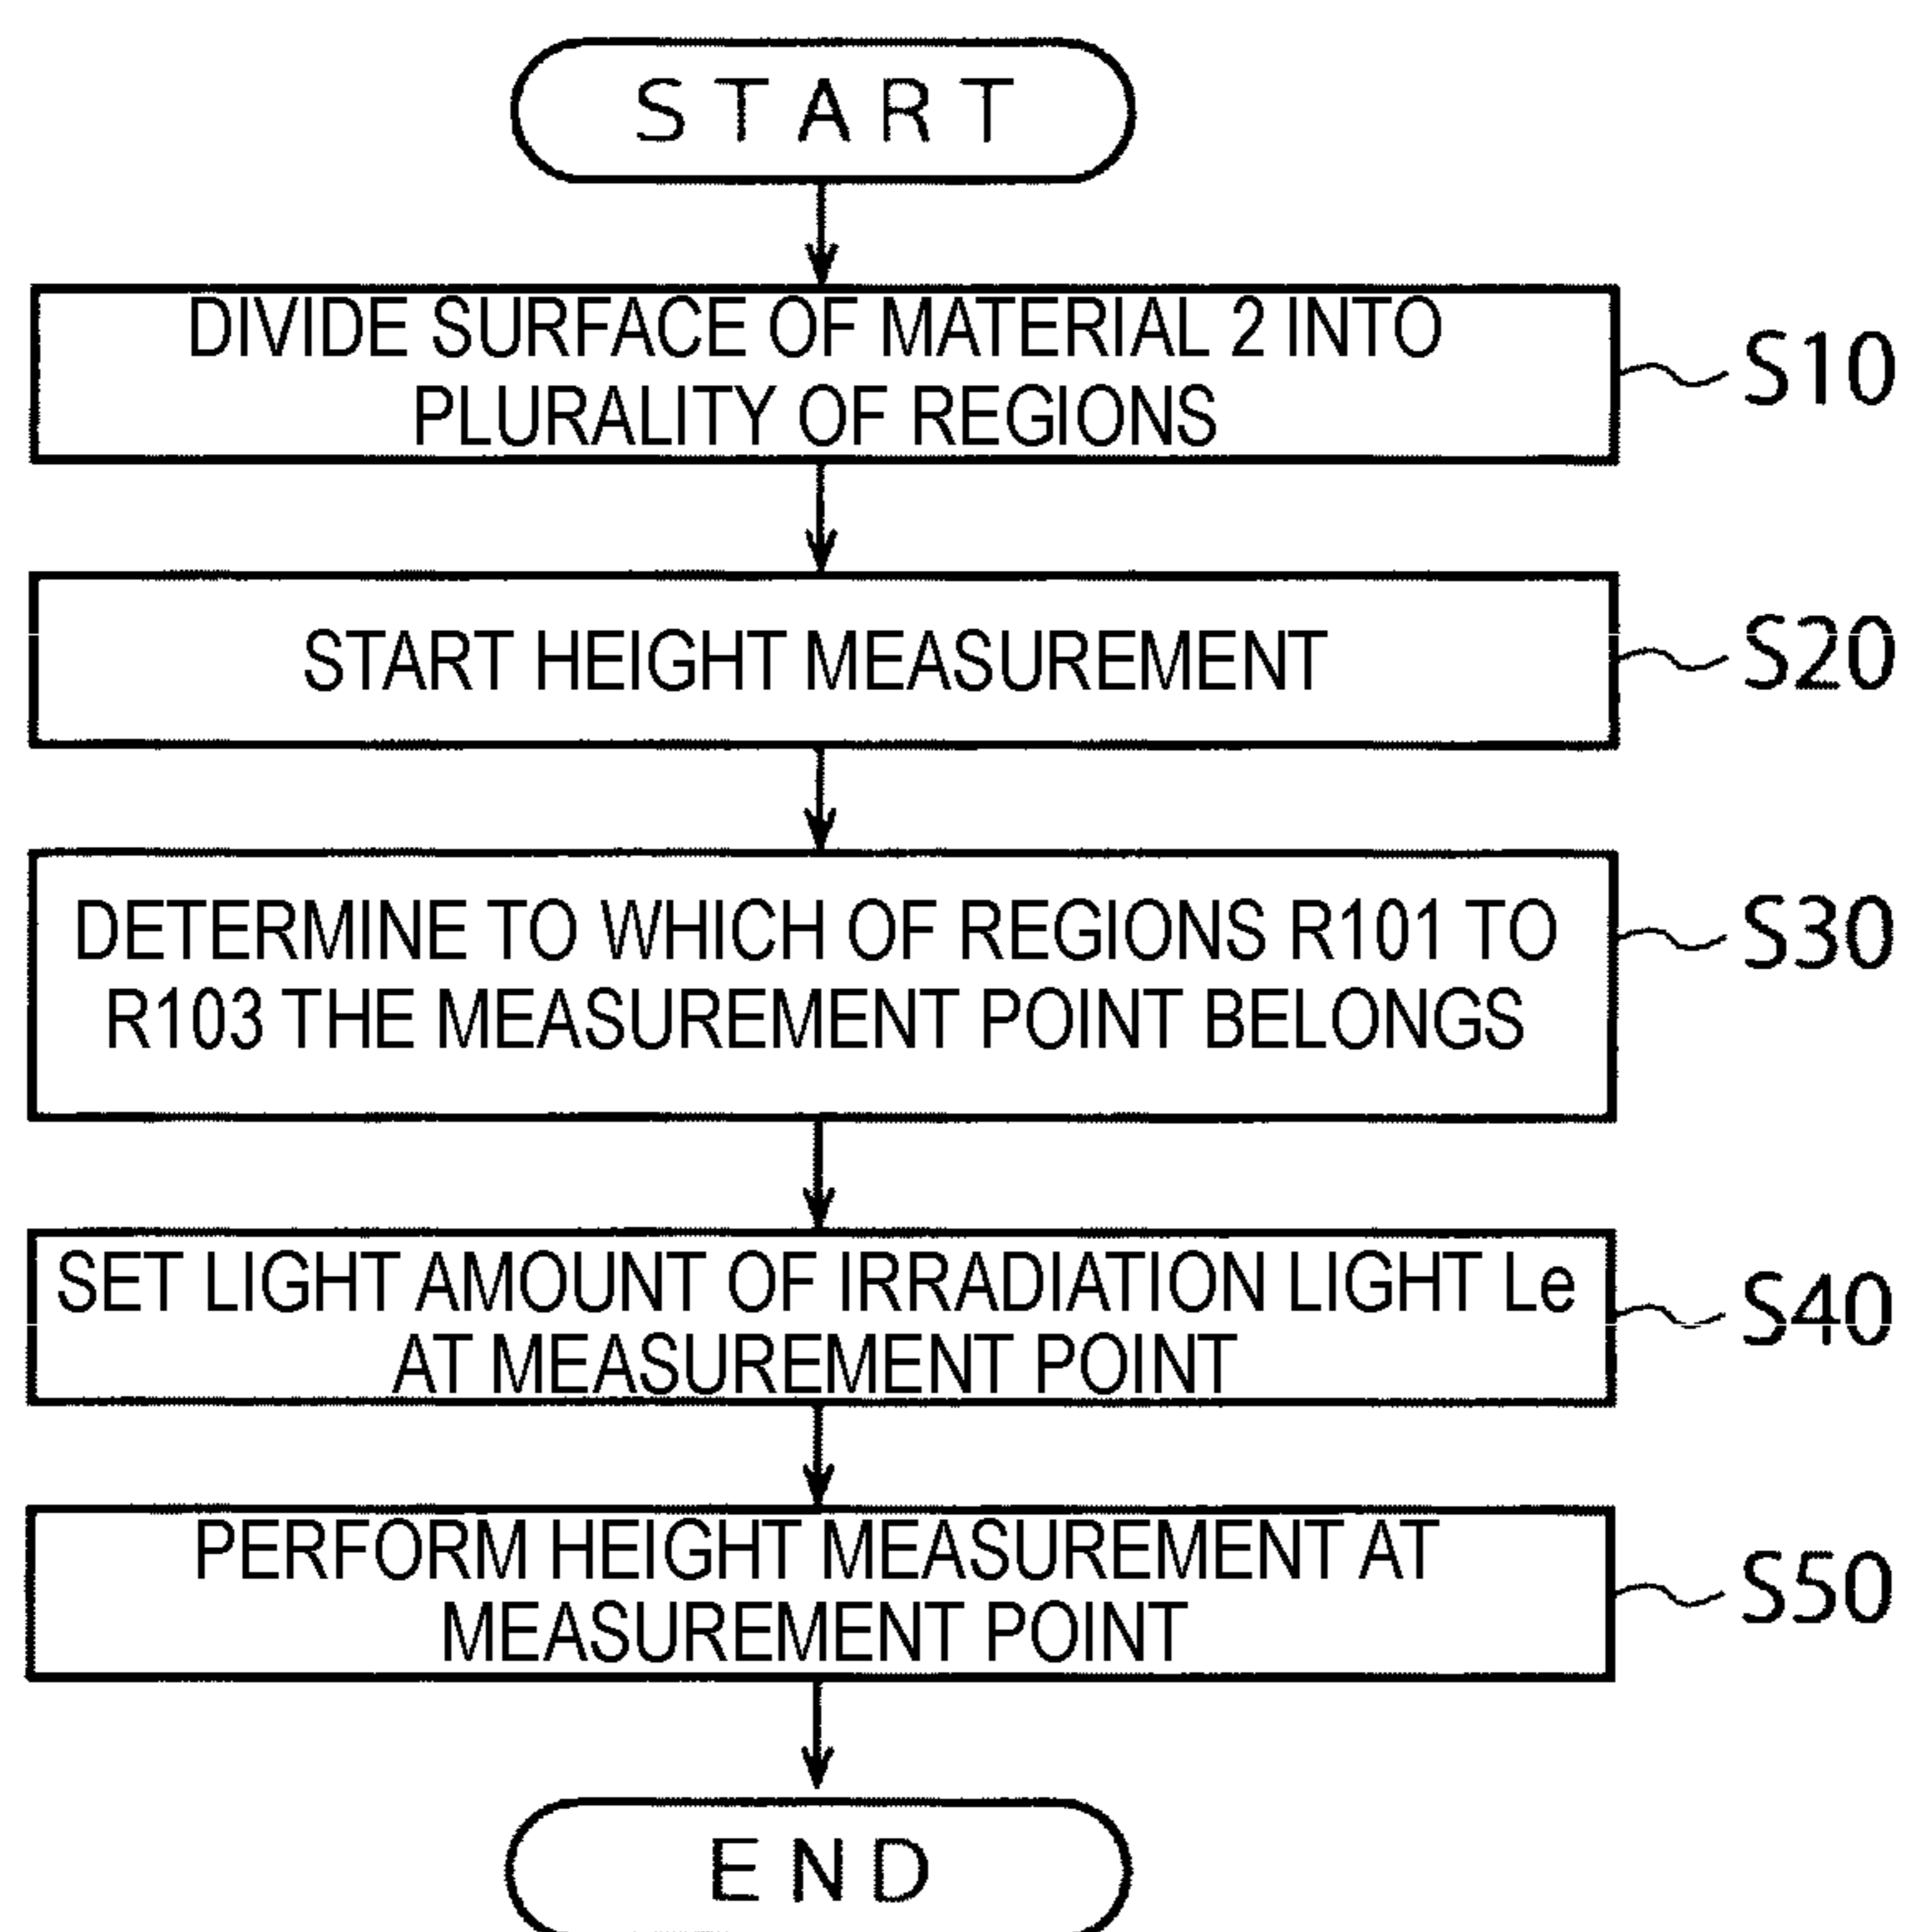 START
DIVIDE SURFACE OF MATERIAL 2 INTO
PLURALITY OF REGIONS
S10
START HEIGHT MEASUREMENT
S20
DETERMINE TO WHICH OF REGIONS R101 TO
R103 THE MEASUREMENT POINT BELONGS
S30
SET LIGHT AMOUNT OF IRRADIATION LIGHT Le
AT MEASUREMENT POINT
S40
PERFORM HEIGHT MEASUREMENT AT
MEASUREMENT POINT
S50
END